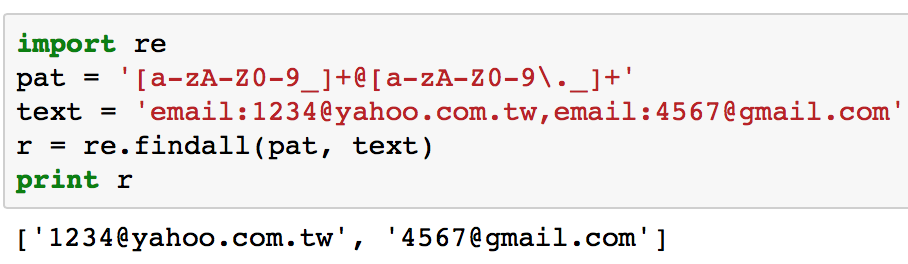 import re
pat = '[a-zA-Z0-9_]+@[a-zA-Z0-9\._]+'
text = 'email:1234@yahoo.com.tw,email:4567@gmail.com'
r = re.findall(pat, text)
print r
['1234@yahoo.com.tw', '4567@gmail.com']